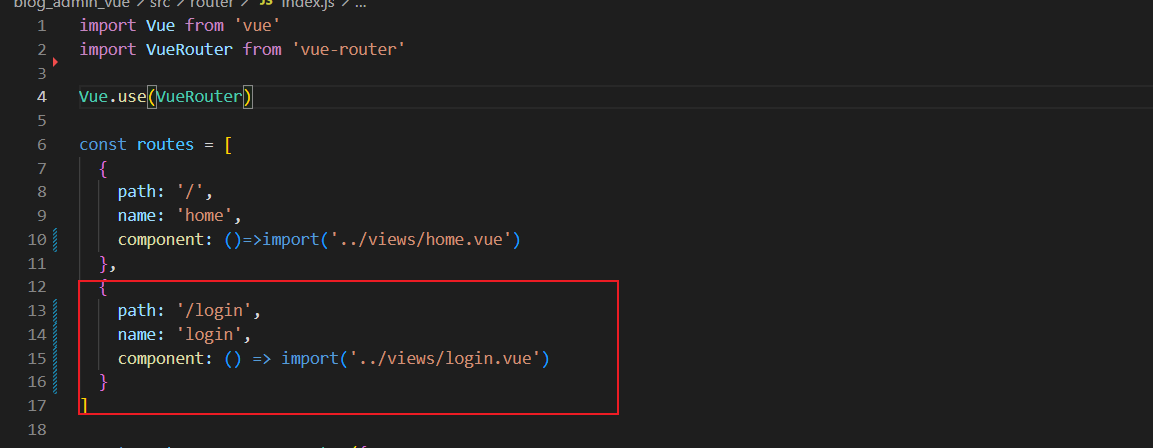 blog_admin_vue > src > router > JS index.js > ...
1 import Vue from 'vue'
2 import VueRouter from 'vue-router'
3
4 Vue.use(VueRouter)
5
6 const routes = [
7   {
8     path: '/',
9     name: 'home',
10     component: ()=>import('../views/home.vue')
11   },
12   {
13     path: '/login',
14     name: 'login',
15     component: () => import('../views/login.vue')
16   }
17 ]
18